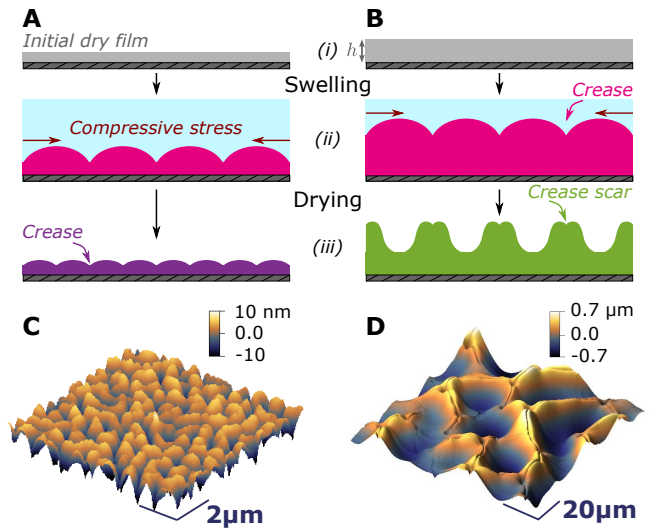 A
B
Initial dry film
(i) h
Swelling
Crease
Compressive stress
(ii)
Drying
Crease scar
Crease
(iii)
C
10 nm
0.0
-10
D
0.7 μm
0.0
-0.7
2μm
20μm